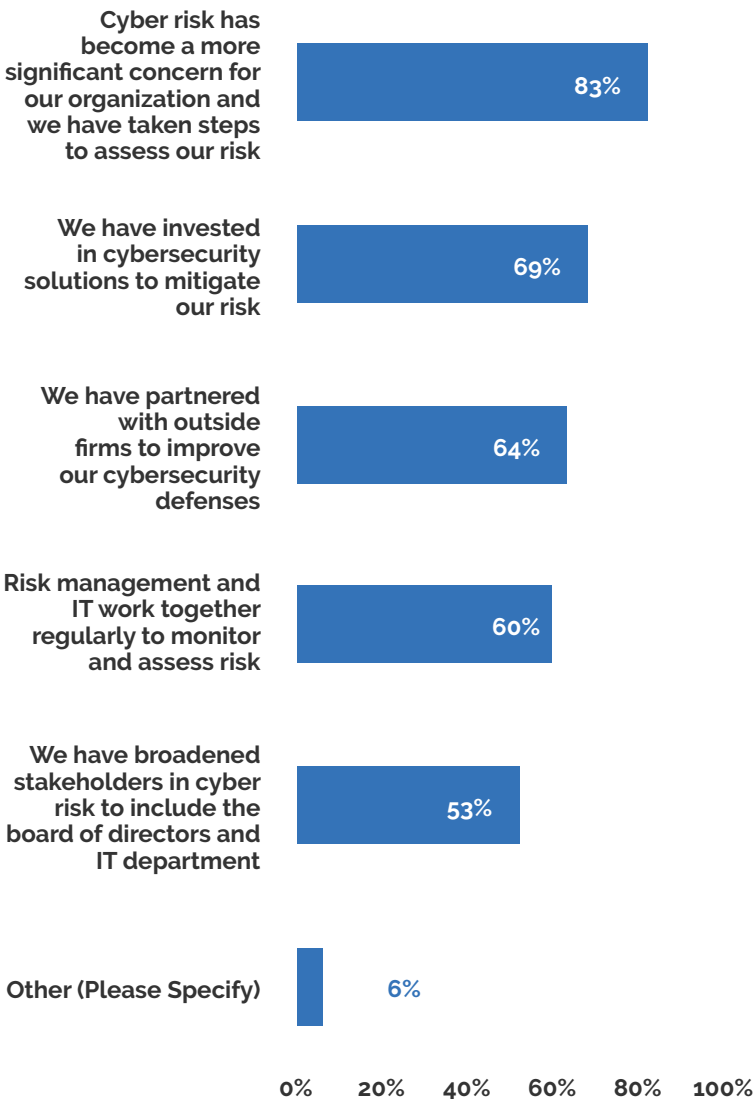 Cyber risk has
become a more
significant concern for
our organization and
we have taken steps
to assess our risk
83%
We have invested
in cybersecurity
solutions to mitigate
our risk
69%
We have partnered
with outside
firms to improve
our cybersecurity
defenses
64%
Risk management and
IT work together
regularly to monitor
and assess risk
60%
We have broadened
stakeholders in cyber
risk to include the
board of directors and
IT department
53%
Other (Please Specify)
6%
0% 20% 40% 60% 80% 100%